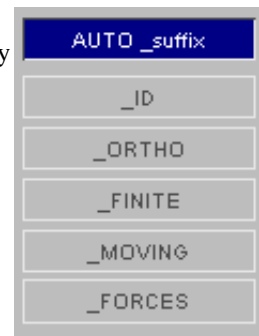 AUTO _suffix
y
_ID
_ORTHO
_FINITE
_MOVING
_FORCES